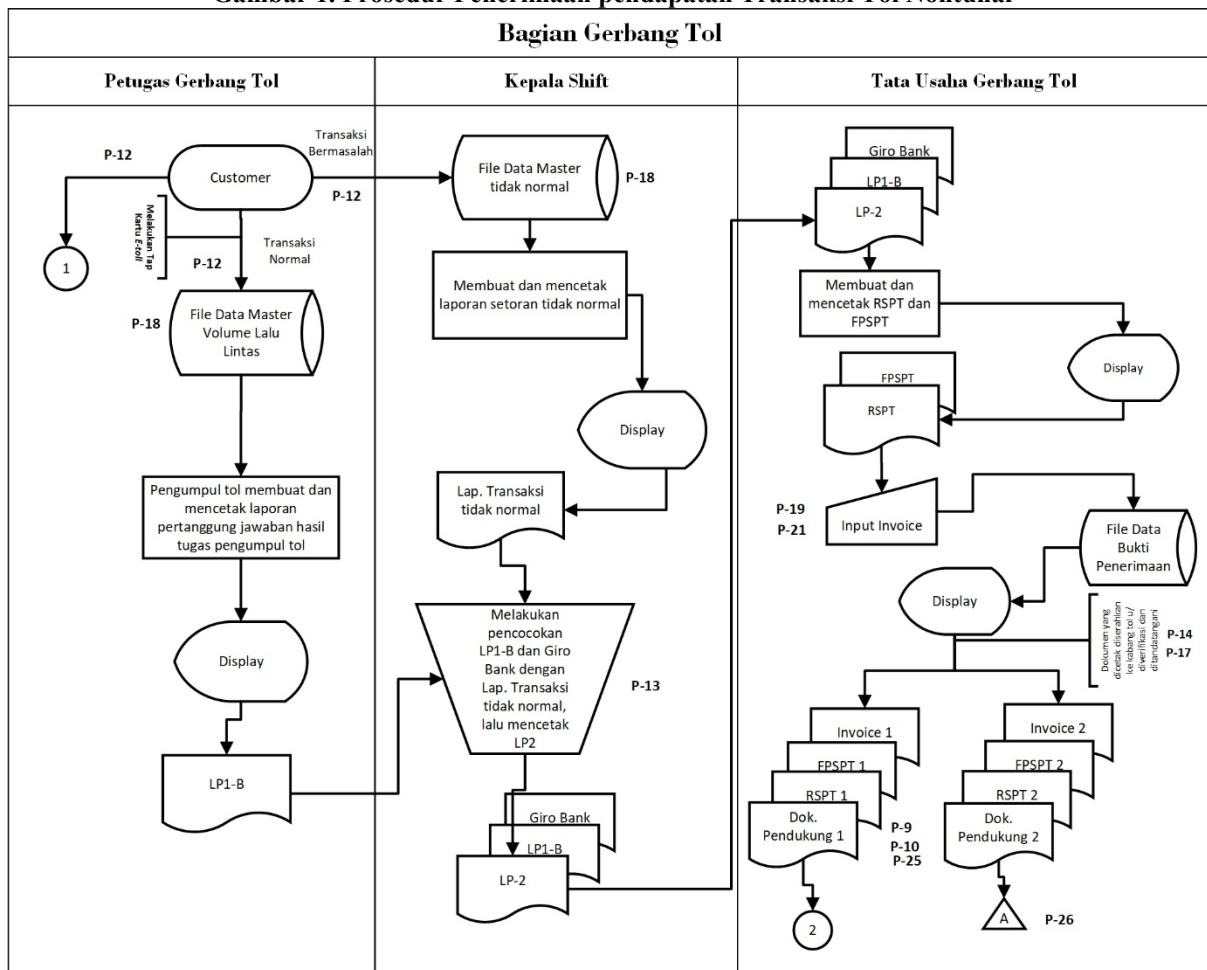 Gambar 1. Prosedur Penerimaan pendapatan Transaksi Tol Nontunai
Bagian Gerbang Tol
Petugas Gerbang Tol
Kepala Shift
Tata Usaha Gerbang Tol
P-12
Customer
Transaksi
Bermasalah
P-12
Melakukan Tap
Kartu E-toll
Transaksi
Normal
P-12
1
P-18
File Data Master
Volume Lalu
Lintas
Pengumpul tol membuat dan
mencetak laporan
pertanggung jawaban hasil
tugas pengumpul tol
Display
LP1-B
File Data Master
tidak normal
P-18
Membuat dan mencetak
laporan setoran tidak normal
Display
Lap. Transaksi
tidak normal
Melakukan
pencocokan
LP1-B dan Giro
Bank dengan
Lap. Transaksi
tidak normal,
lalu mencetak
LP2
P-13
Giro Bank
LP1-B
LP-2
Giro Bank
LP1-B
LP-2
Membuat dan
mencetak RSPT dan
FPSPT
Display
FPSPT
RSPT
P-19
P-21
Input Invoice
File Data
Bukti
Penerimaan
Display
Dokumen yang
dicetak diserahkan
ke kabang tol u/
diverifikasi dan
ditandatangani
P-14
P-17
Invoice 1
FPSPT 1
RSPT 1
Dok.
Pendukung 1
P-9
P-10
P-25
2
Invoice 2
FPSPT 2
RSPT 2
Dok.
Pendukung 2
A
P-26